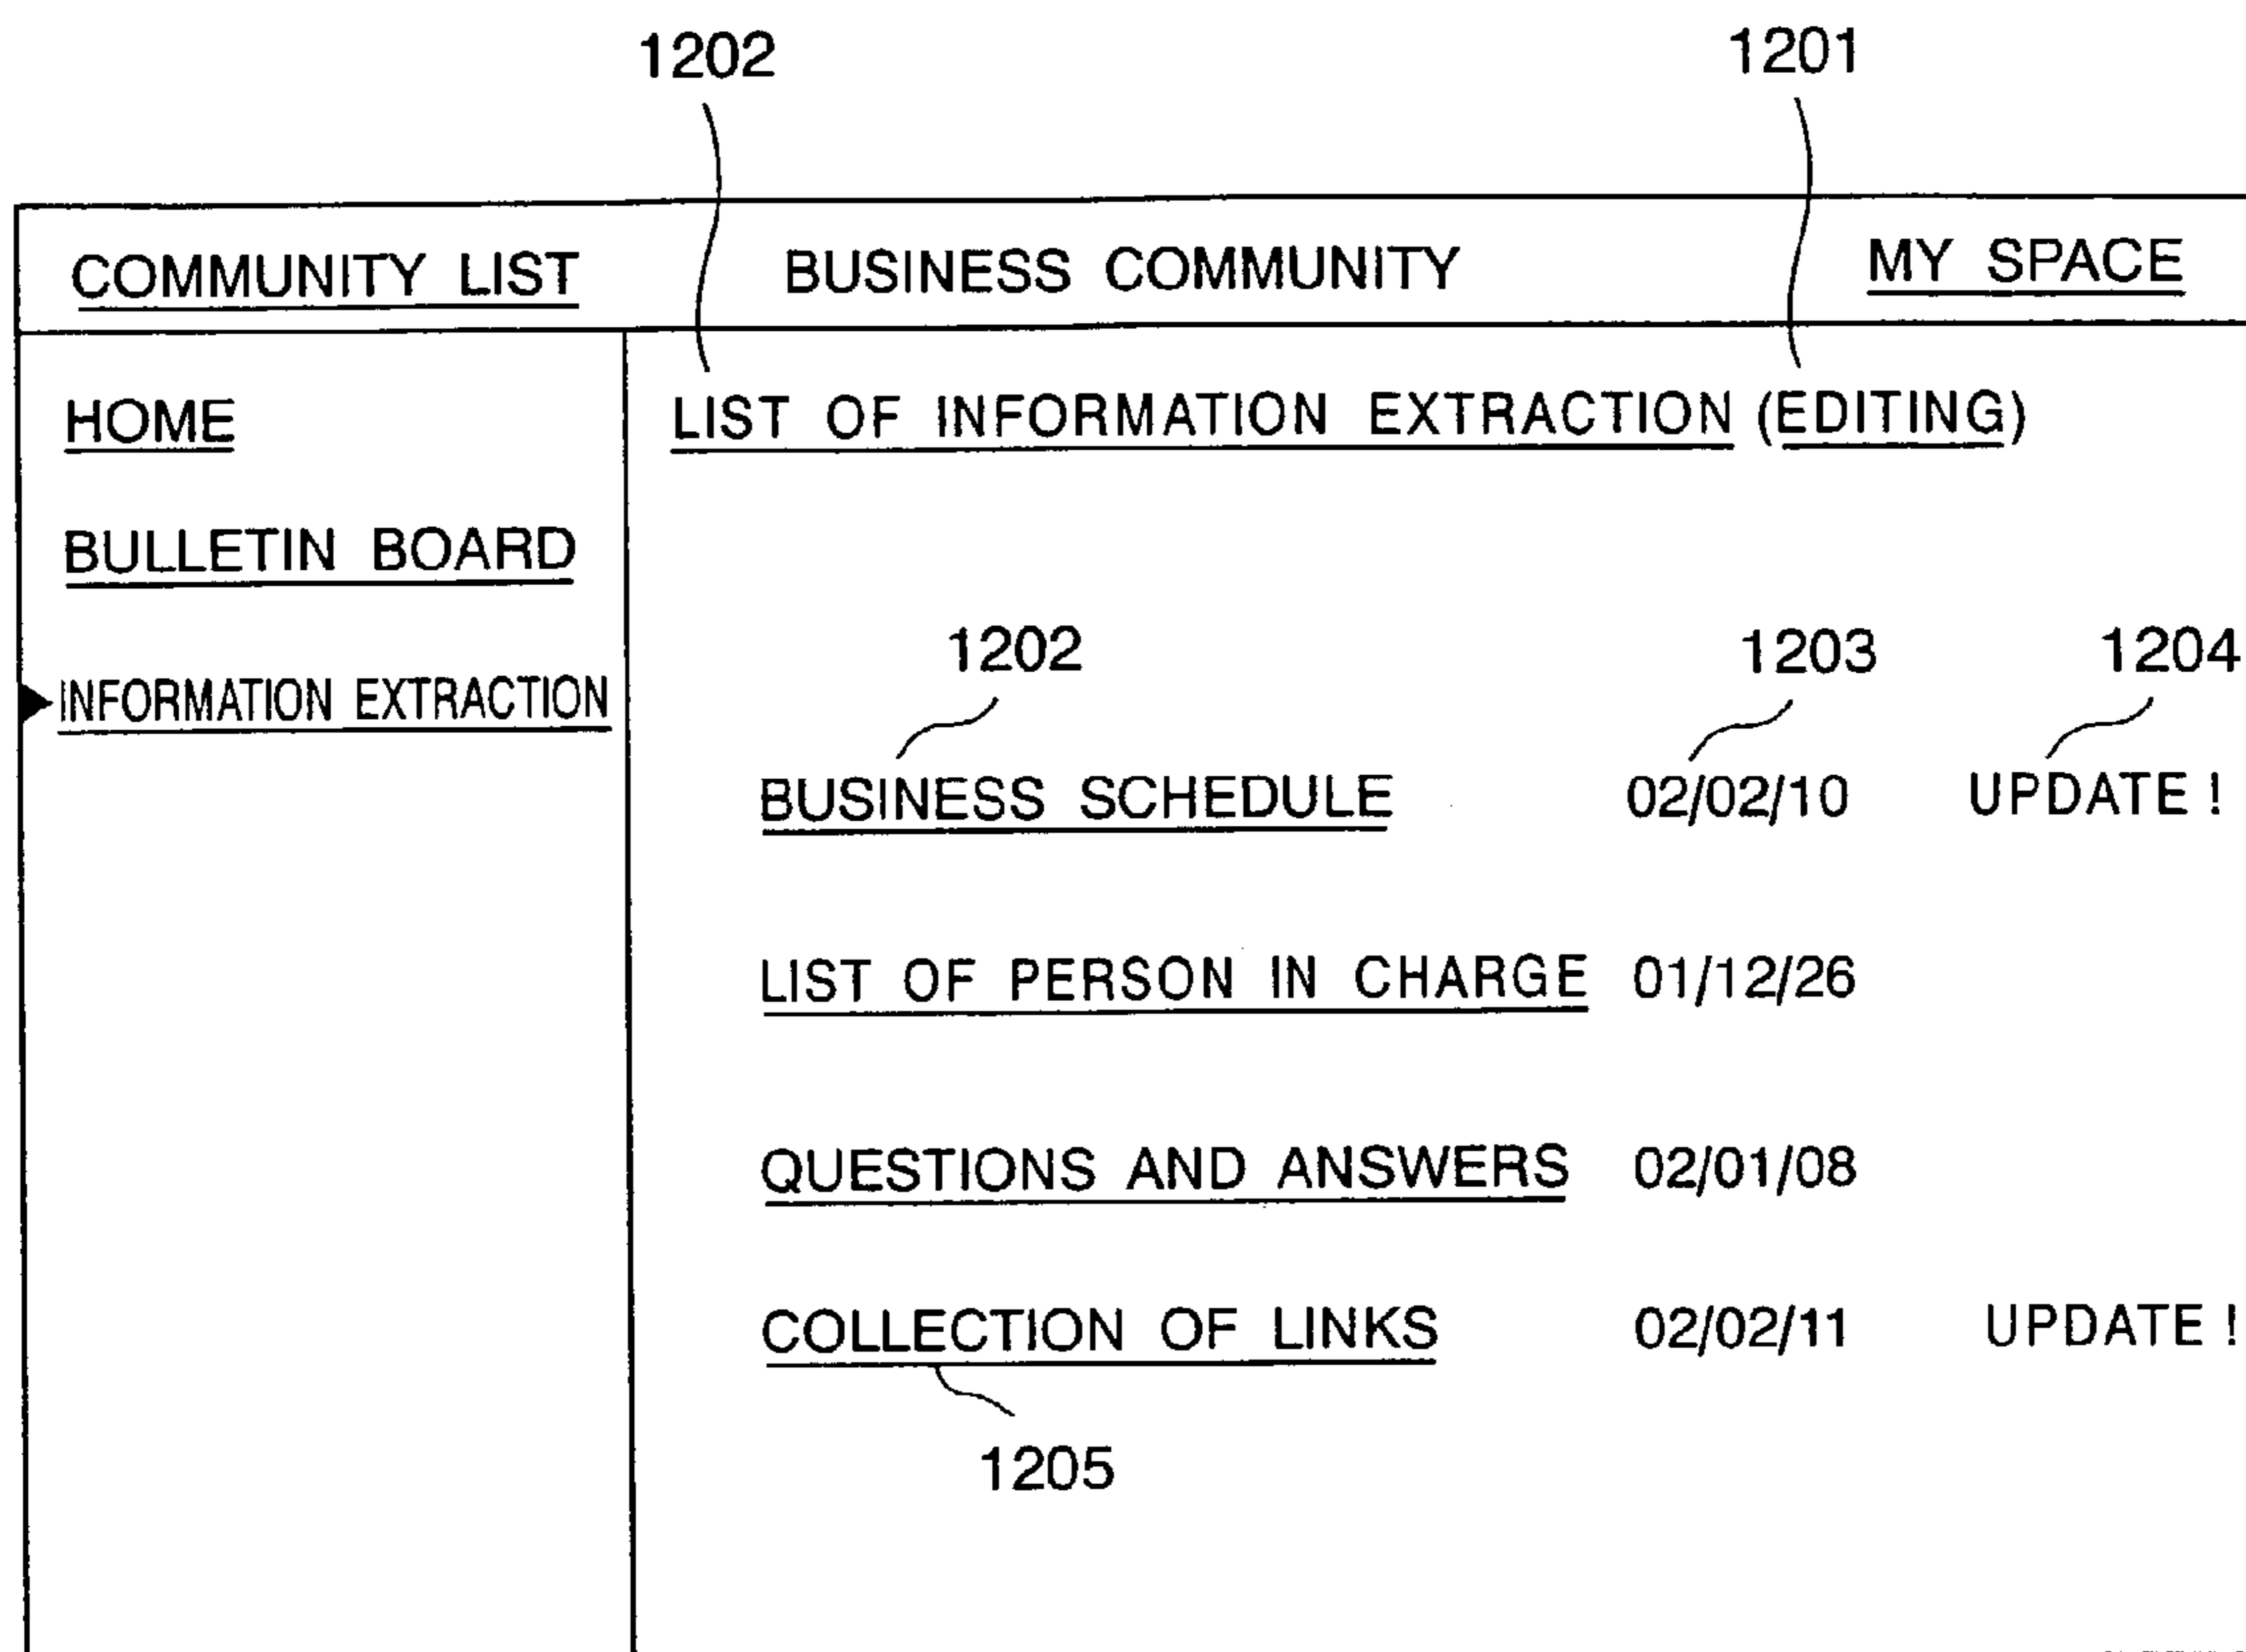 1202 1201
COMMUNITY LIST BUSINESS COMMUNITY MY SPACE
HOME
BULLETIN BOARD
INFORMATION EXTRACTION
LIST OF INFORMATION EXTRACTION (EDITING)
1202 1203 1204
BUSINESS SCHEDULE 02/02/10 UPDATE !
LIST OF PERSON IN CHARGE 01/12/26
QUESTIONS AND ANSWERS 02/01/08
COLLECTION OF LINKS 02/02/11 UPDATE !
1205